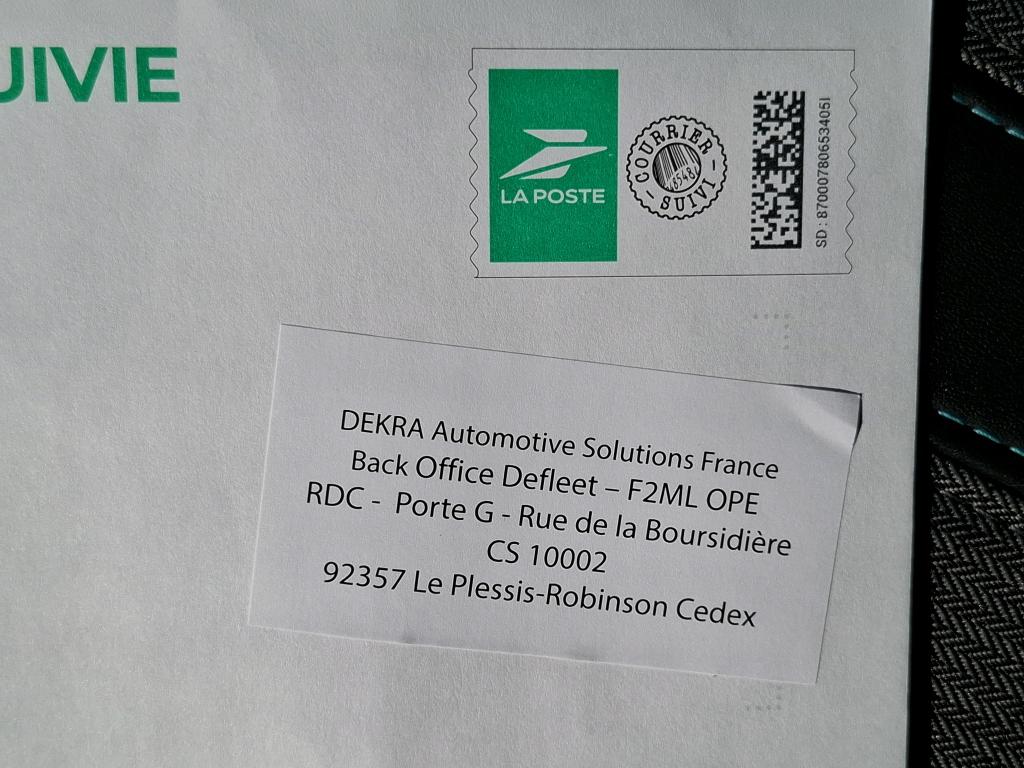 UIVIE
LA POSTE
COURRIER
SUIVI
SD : 87000780653405I
DEKRA Automotive Solutions France
Back Office Defleet – F2ML OPE
RDC - Porte G - Rue de la Boursidière
CS 10002
92357 Le Plessis-Robinson Cedex